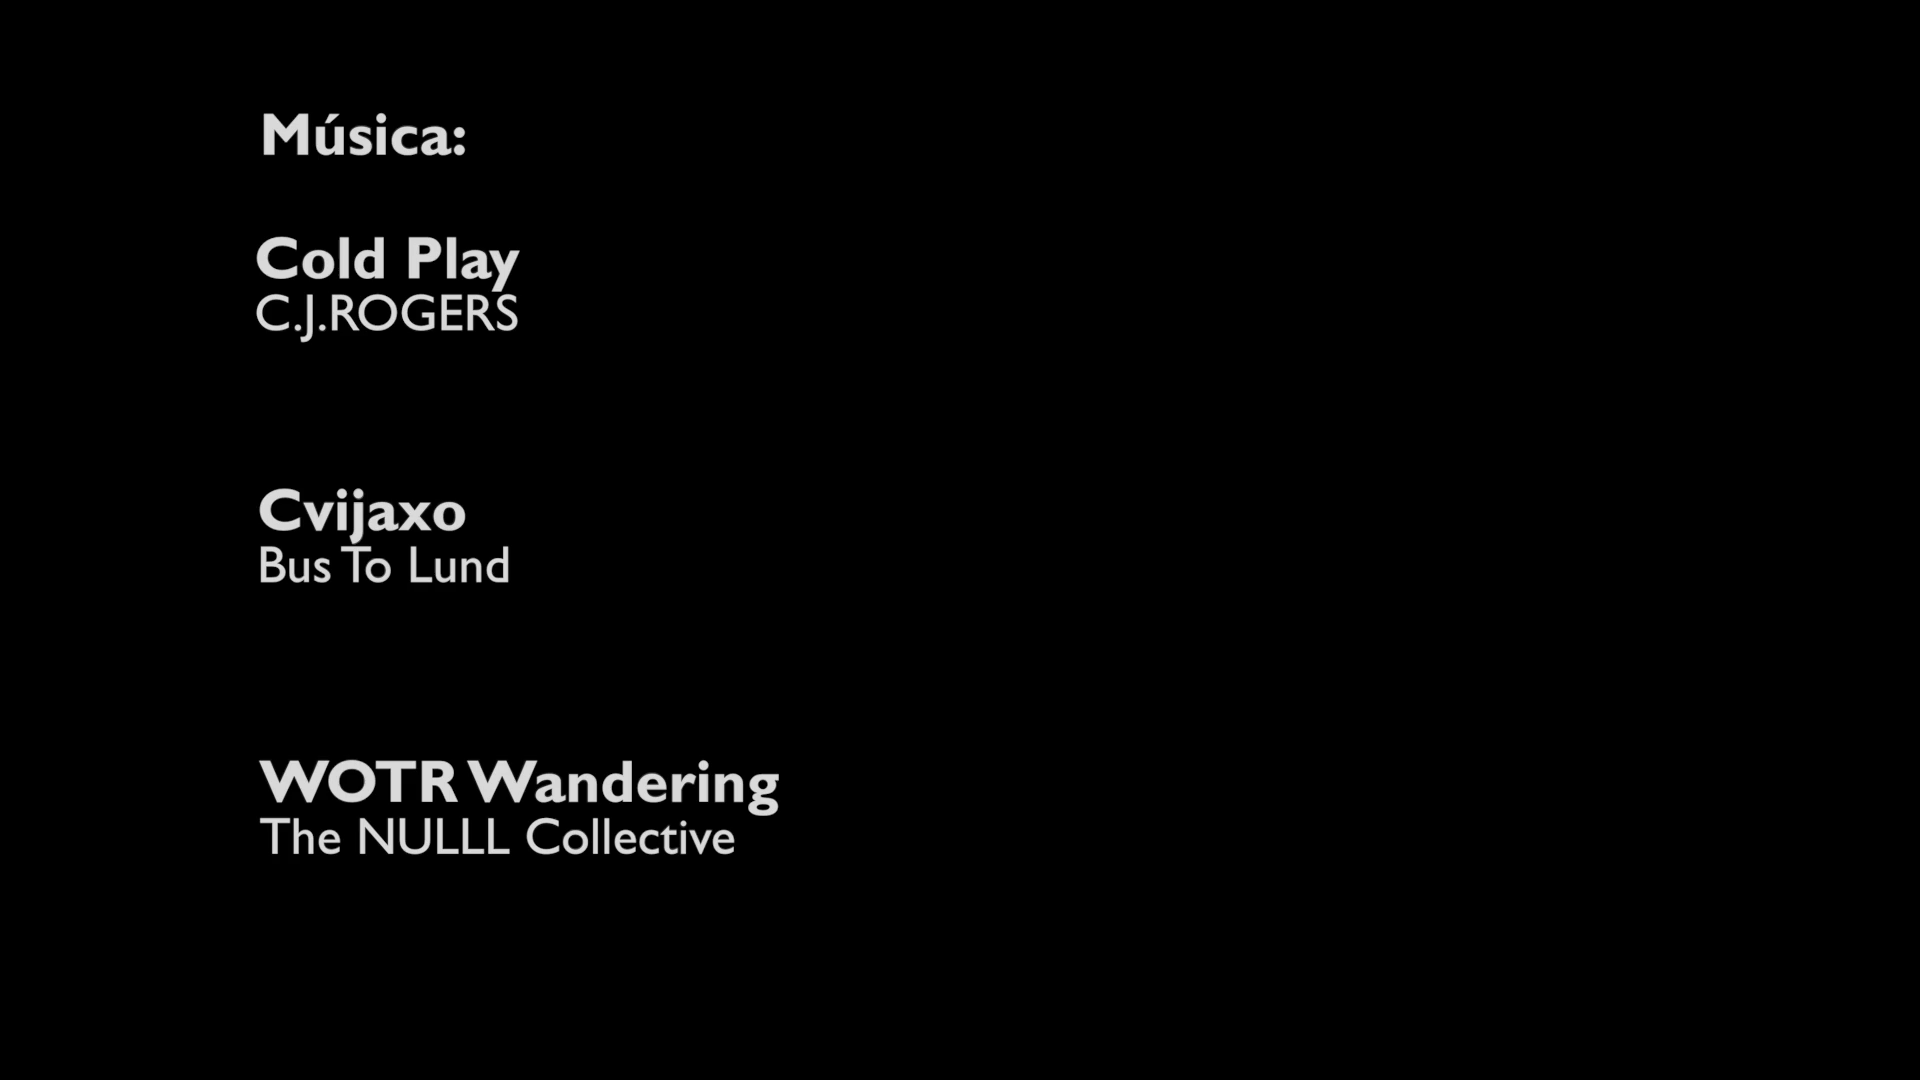 Música:
Cold Play
C.J.ROGERS
Cvijaxo
Bus To Lund
WOTR Wandering
The NULLL Collective